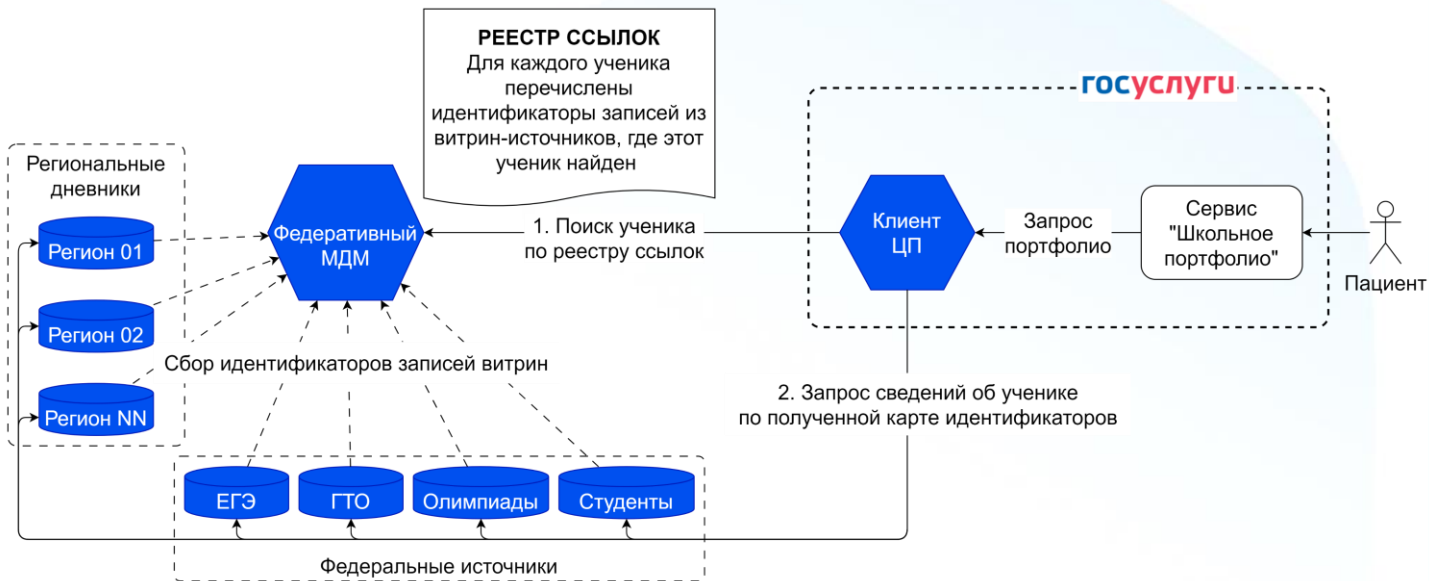 РЕЕСТР ССЫЛОК
Для каждого ученика
перечислены
идентификаторы записей из
витрин-источников, где этот
ученик найден
госуслуги
Региональные
дневники
Регион 01
Регион 02
Регион NN
Федеративный
МДМ
1. Поиск ученика
по реестру ссылок
Клиент
ЦП
Запрос
портфолио
Сервис
"Школьное
портфолио"
Пациент
Сбор идентификаторов записей витрин
2. Запрос сведений об ученике
по полученной карте идентификаторов
ЕГЭ
ГТО
Олимпиады
Студенты
Федеральные источники